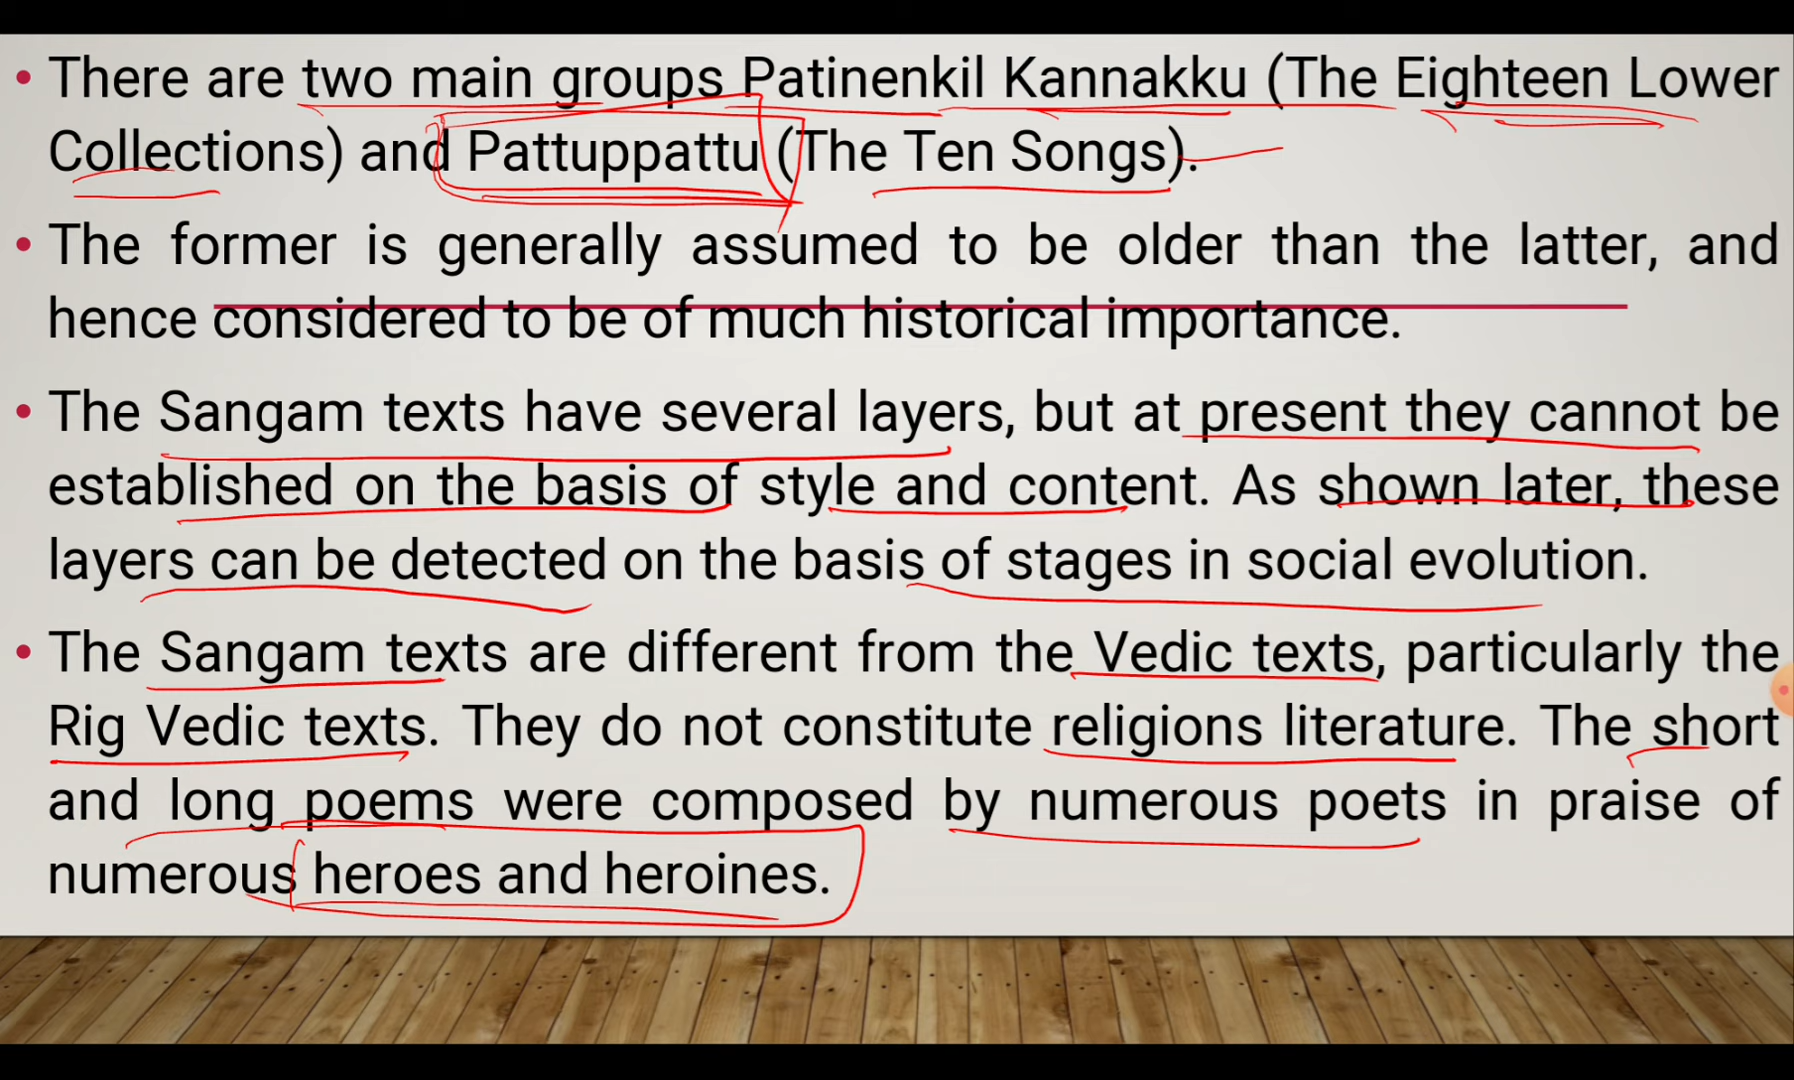 • There are two main groups Patinenkil Kannakku (The Eighteen Lower
Collections) and Pattuppattu (The Ten Songs).
• The former is generally assumed to be older than the latter, and
hence considered to be of much historical importance.
• The Sangam texts have several layers, but at present they cannot be
established on the basis of style and content. As shown later, these
layers can be detected on the basis of stages in social evolution.
• The Sangam texts are different from the Vedic texts, particularly the
Rig Vedic texts. They do not constitute religions literature. The short
and long poems were composed by numerous poets in praise of
numerous heroes and heroines.